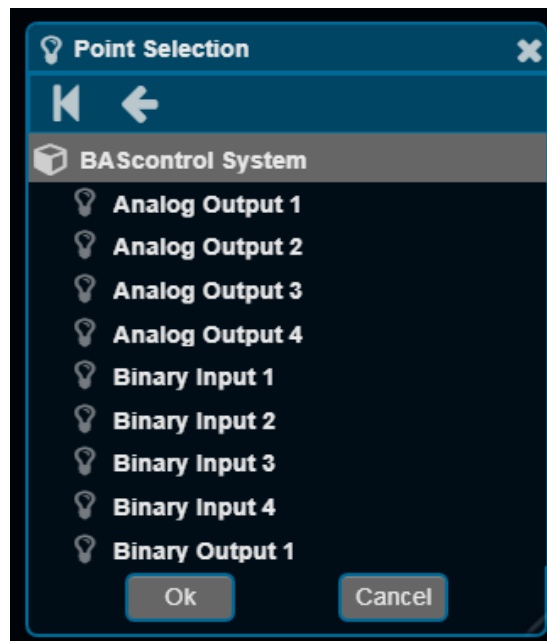 Point Selection
BAScontrol System
Analog Output 1
Analog Output 2
Analog Output 3
Analog Output 4
Binary Input 1
Binary Input 2
Binary Input 3
Binary Input 4
Binary Output 1
Ok Cancel